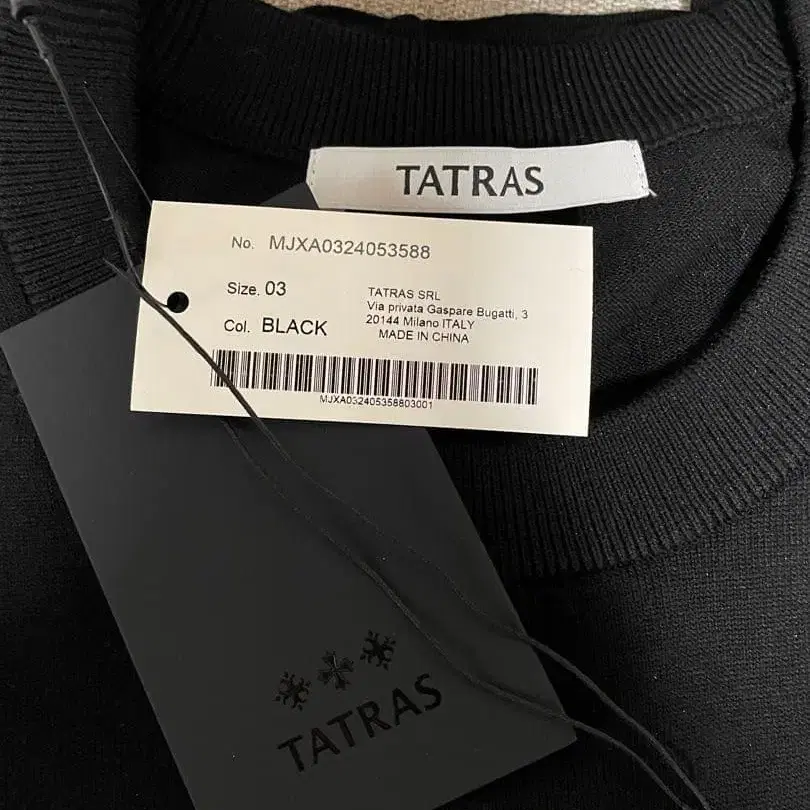 TATRAS
No. MJXA0324053588
Size. 03
Col. BLACK
TATRAS SRL
Via privata Gaspare Bugatti, 3
20144 Milano ITALY
MADE IN CHINA
MJXA032405358803001
TATRAS